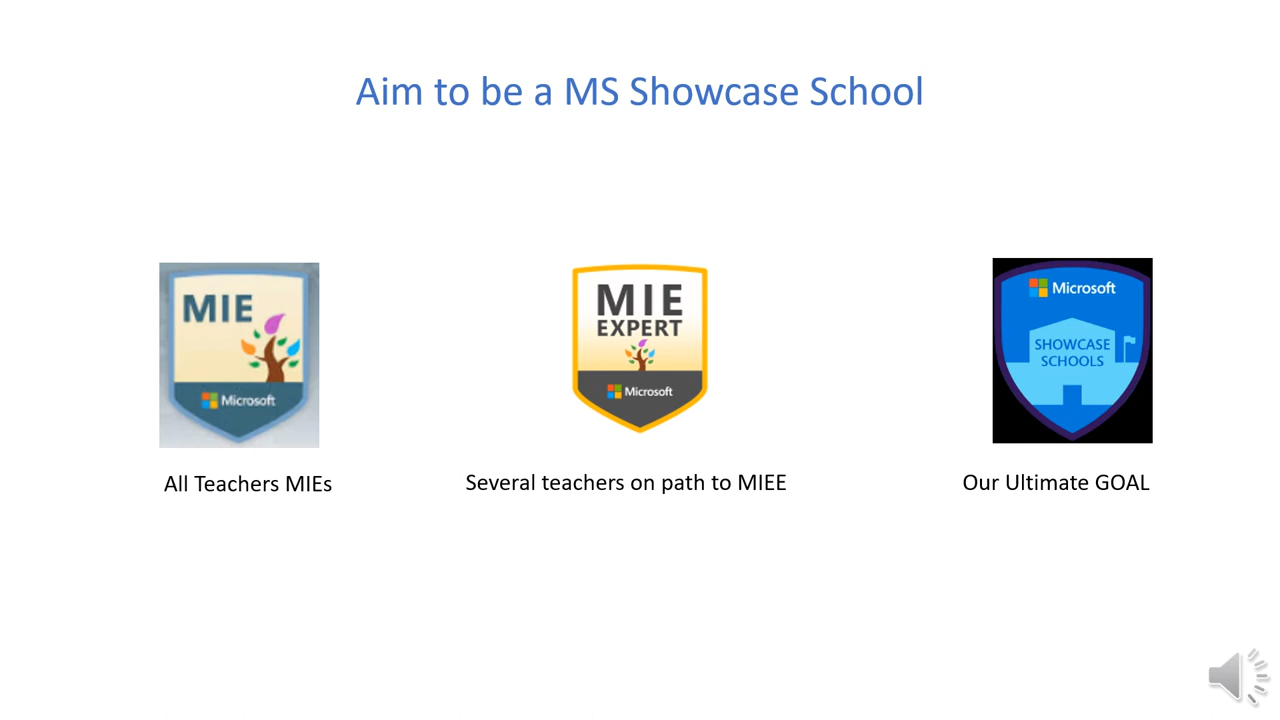 Aim to be a MS Showcase School
MIE
Microsoft
All Teachers MIEs
MIE
EXPERT
Microsoft
Several teachers on path to MIEE
Microsoft
SHOWCASE
SCHOOLS
Our Ultimate GOAL